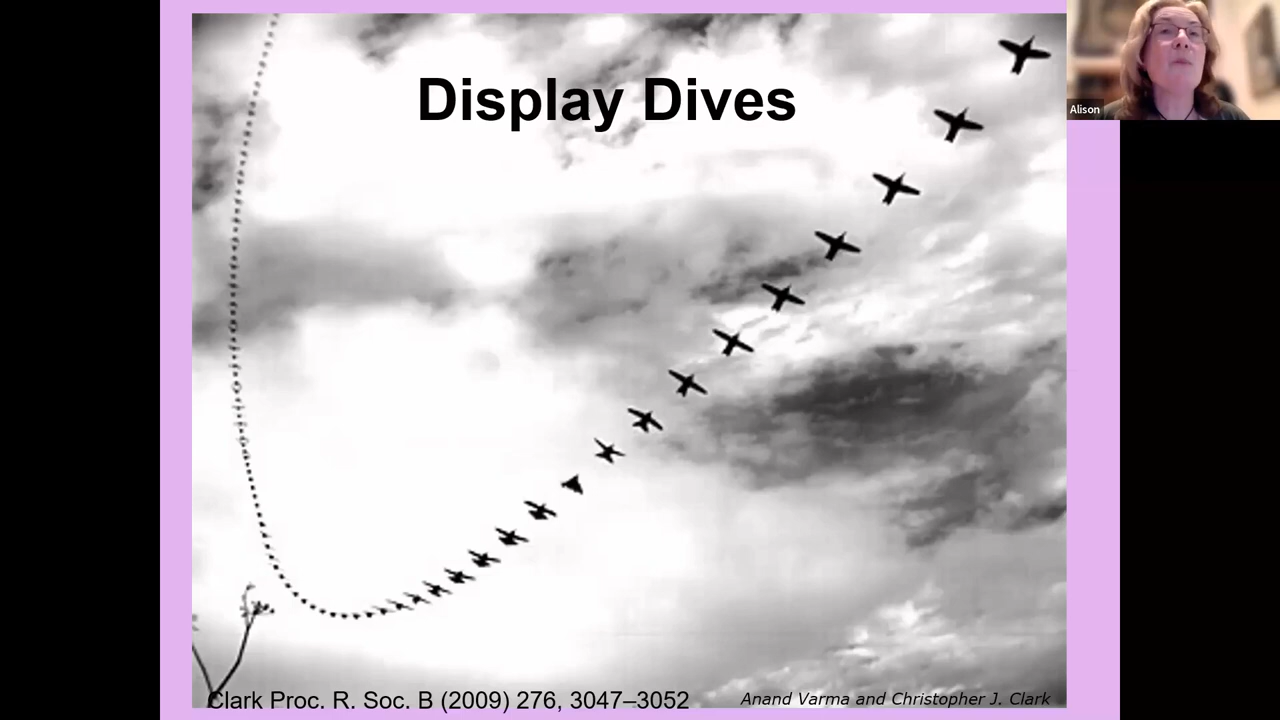 Display Dives
Alison
Clark Proc. R. Soc. B (2009) 276, 3047–3052
Anand Varma and Christopher J. Clark